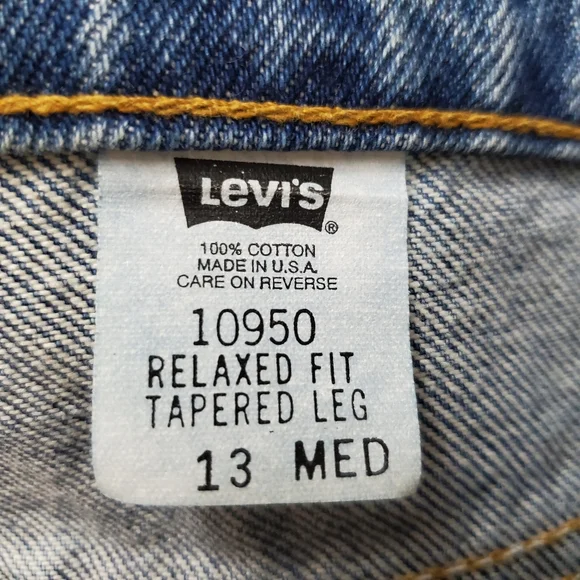 Levi's ®
100% COTTON
MADE IN U.S.A.
CARE ON REVERSE
10950
RELAXED FIT
TAPERED LEG
13 MED